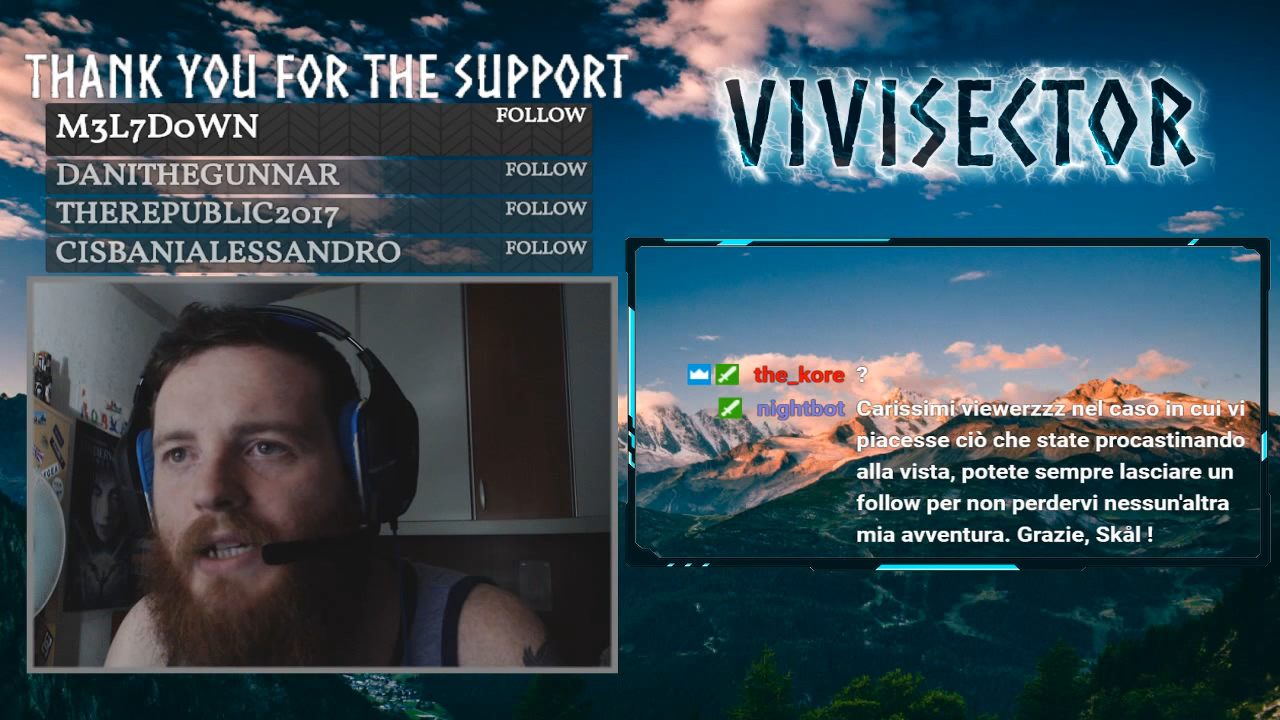 THANK YOU FOR THE SUPPORT
M3L7D0WN FOLLOW
DANITHEGUNNAR FOLLOW
THEREPUBLIC2017 FOLLOW
CISBANIALESSANDRO FOLLOW
VIVISECTOR
the_kore ?
nightbot Carissimi viewerzzz nel caso in cui vi
piacesse ciò che state procastinando
alla vista, potete sempre lasciare un
follow per non perdervi nessun'altra
mia avventura. Grazie, Skål !